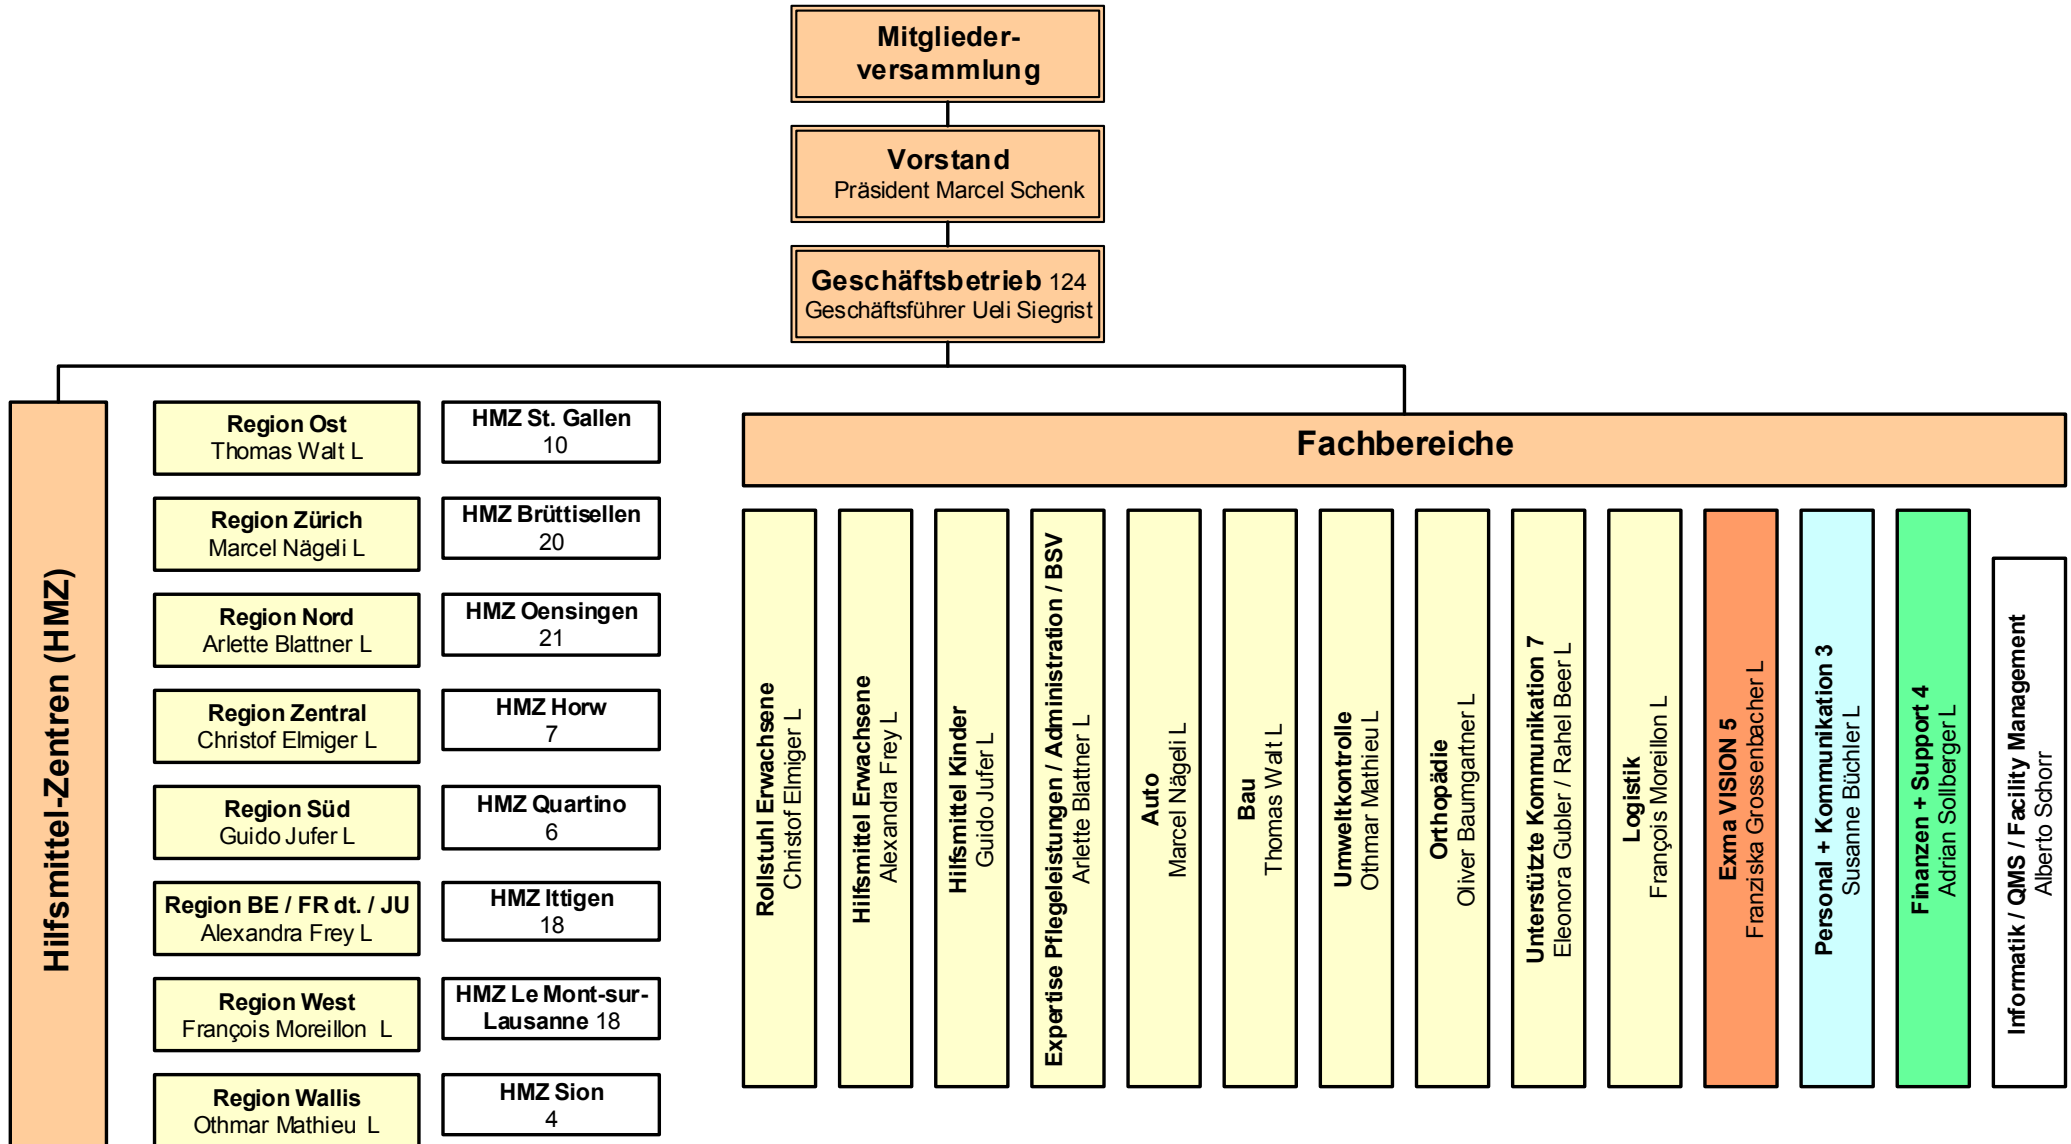 Mitglieder-
versammlung
Vorstand
Präsident Marcel Schenk
Geschäftsbetrieb 124
Geschäftsführer Ueli Siegrist
Hilfsmittel-Zentren (HMZ)
Region Ost
Thomas Walt L
HMZ St. Gallen
10
Region Zürich
Marcel Nägeli L
HMZ Brüttisellen
20
Region Nord
Arlette Blattner L
HMZ Oensingen
21
Region Zentral
Christof Elmiger L
HMZ Horw
7
Region Süd
Guido Jufer L
HMZ Quartino
6
Region BE / FR dt. / JU
Alexandra Frey L
HMZ Ittigen
18
Region West
François Moreillon L
HMZ Le Mont-sur-
Lausanne 18
Region Wallis
Othmar Mathieu L
HMZ Sion
4
Fachbereiche
Rollstuhl Erwachsene
Christof Elmiger L
Hilfsmittel Erwachsene
Alexandra Frey L
Hilfsmittel Kinder
Guido Jufer L
Expertise Pflegeleistungen / Administration / BSV
Arlette Blattner L
Auto
Marcel Nägeli L
Bau
Thomas Walt L
Umweltkontrolle
Othmar Mathieu L
Orthopädie
Oliver Baumgartner L
Unterstützte Kommunikation 7
Eleonora Gubler / Rahel Beer L
Logistik
François Moreillon L
Exma VISION 5
Franziska Grossenbacher L
Personal + Kommunikation 3
Susanne Büchler L
Finanzen + Support 4
Adrian Sollberger L
Informatik / QMS / Facility Management
Alberto Schorr